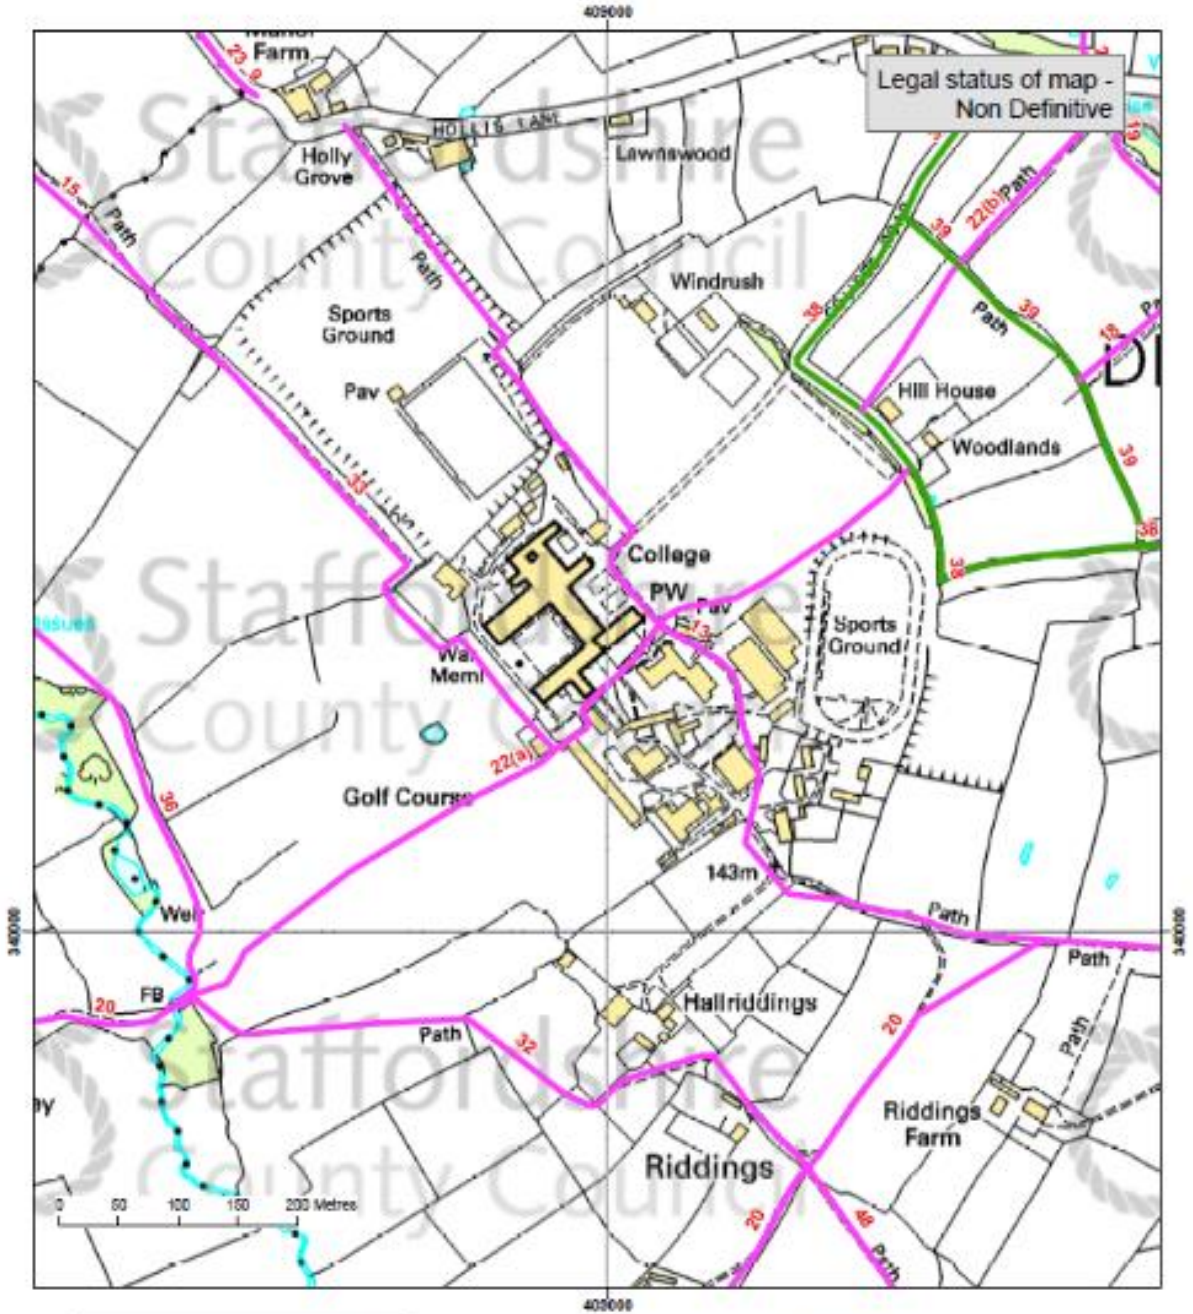 409000
Manor
Farm
23
9
Legal status of map -
Non Definitive
HOLLIS LANE
Holly
Grove
Lawnswood
19
15
Path
Path
22(b)
Path
39
Windrush
Sports
Ground
38
Path
39
18
Pav
Hill House
Woodlands
33
39
38
College
38
PW
Pav
13
Sports
Ground
Issues
War
Meml
22(a)
Golf Course
36
143m
Weir
Path
340000
340000
Path
FB
20
Hallriddings
Path
32
20
Path
Riddings
Farm
Riddings
0 50 100 150 200 Metres
20
48
Path
409000
Staffordshire
County Council
Staffordshire
County Council
Staffordshire
County Council